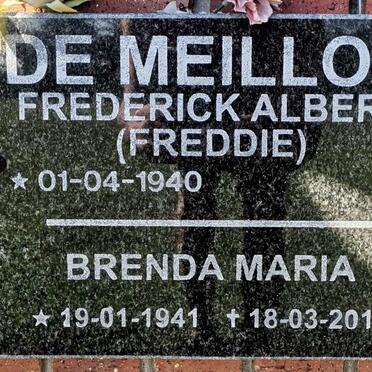 DE MEILLO
FREDERICK ALBER
(FREDDIE)
★ 01-04-1940
BRENDA MARIA
★ 19-01-1941 ✝ 18-03-201